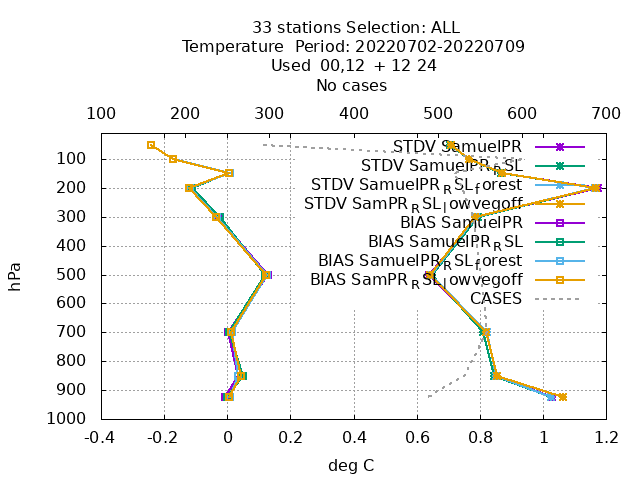 33 stations Selection: ALL
Temperature Period: 20220702-20220709
Used 00,12 + 12 24
No cases
100 200 300 400 500 600 700
STDV SamuelPR
STDV SamuelPR_RSL
STDV SamuelPR_RSL_forest
STDV SamPR_RSL_lowvegoff
BIAS SamuelPR
BIAS SamuelPR_RSL
BIAS SamuelPR_RSL_forest
BIAS SamPR_RSL_lowvegoff
CASES
100
200
300
400
500
600
700
800
900
1000
hPa
-0.4 -0.2 0 0.2 0.4 0.6 0.8 1 1.2
deg C